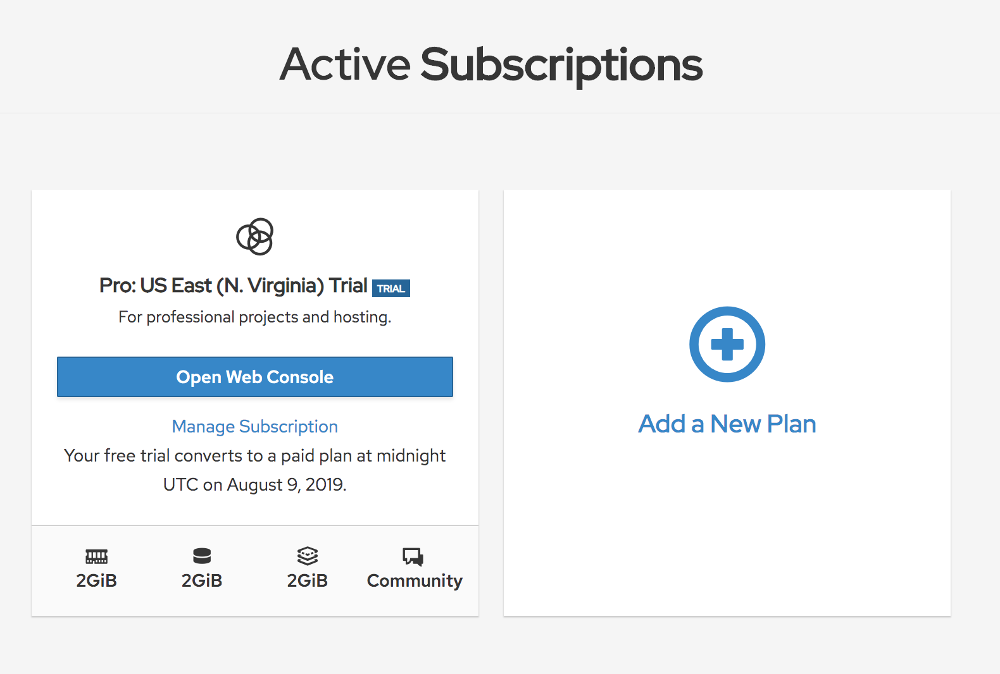 Active Subscriptions
Pro: US East (N. Virginia) Trial TRIAL
For professional projects and hosting.
Open Web Console
Manage Subscription
Your free trial converts to a paid plan at midnight
UTC on August 9, 2019.
2GiB 2GiB 2GiB Community
Add a New Plan